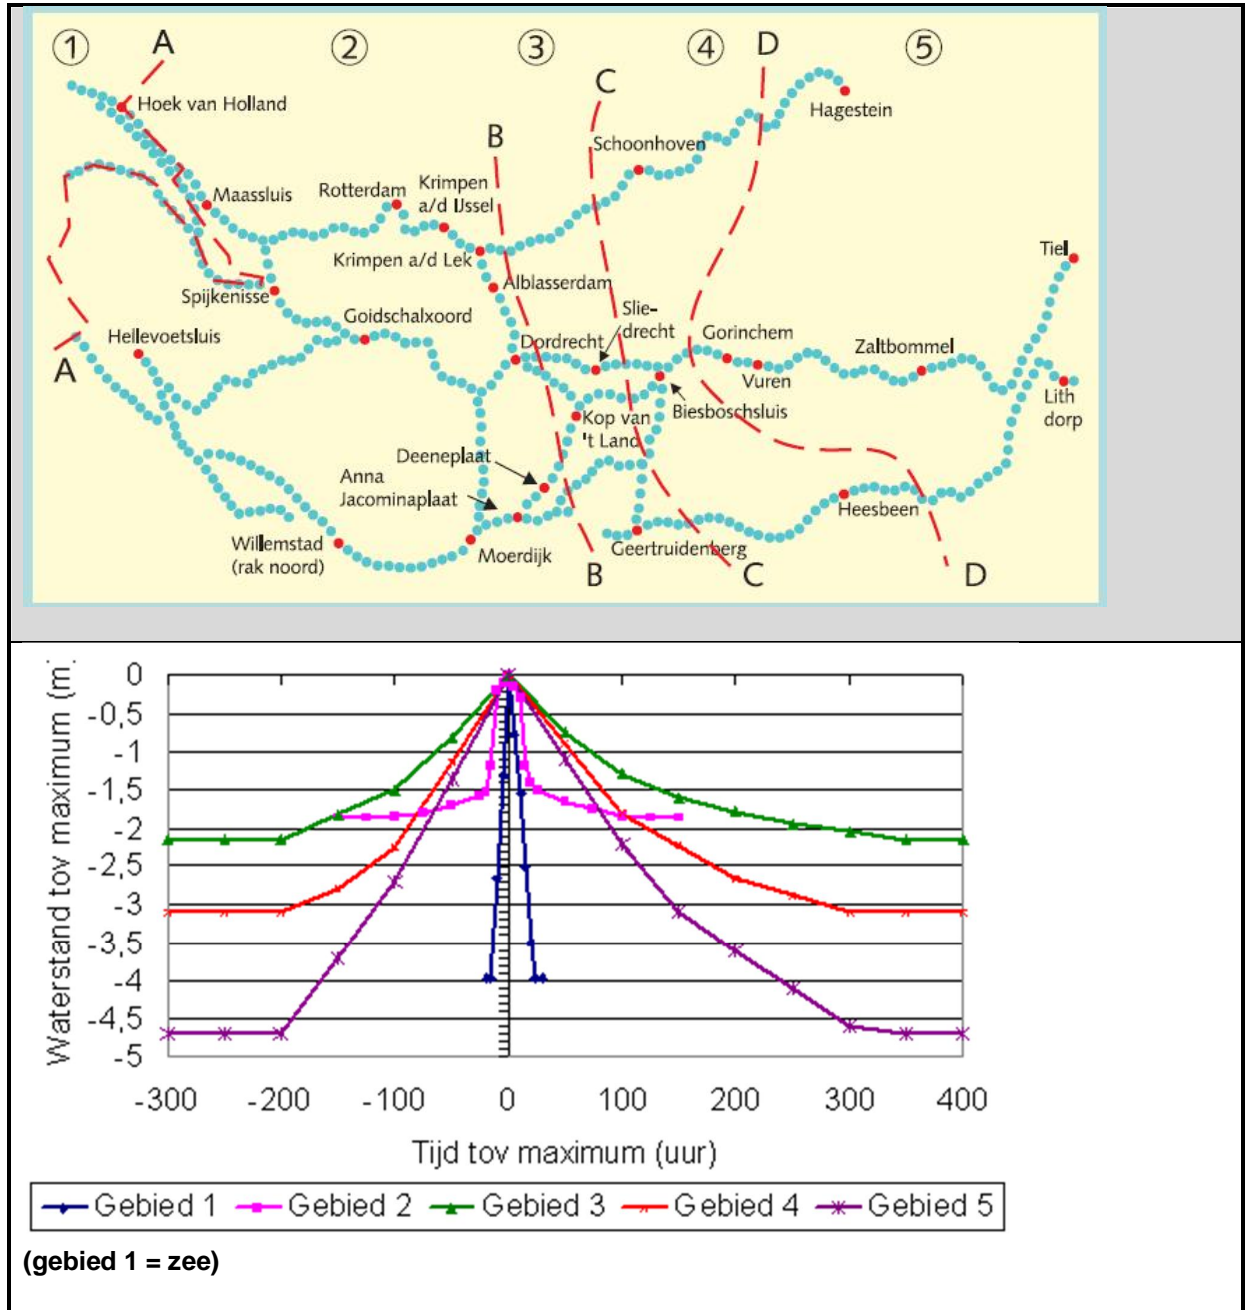 1 A 2 3 4 D 5
C
Hoek van Holland
Hagestein
B
Schoonhoven
Maassluis
Rotterdam
Krimpen
a/d IJssel
Krimpen a/d Lek
Tiel
Spijkenisse
Alblasserdam
Goidschalxoord
Slie-
drecht
Hellevoetsluis
Dordrecht
Gorinchem
Zaltbommel
A
Vuren
Lith
dorp
Biesboschsluis
Kop van
't Land
Deeneplaat
Anna
Jacominaplaat
Heesbeen
Willemstad
(rak noord)
Moerdijk
Geertruidenberg
B
C
D
Waterstand tov maximum (m)
0
-0,5
-1
-1,5
-2
-2,5
-3
-3,5
-4
-4,5
-5
-300 -200 -100 0 100 200 300 400
Tijd tov maximum (uur)
Gebied 1 Gebied 2 Gebied 3 Gebied 4 Gebied 5
(gebied 1 = zee)